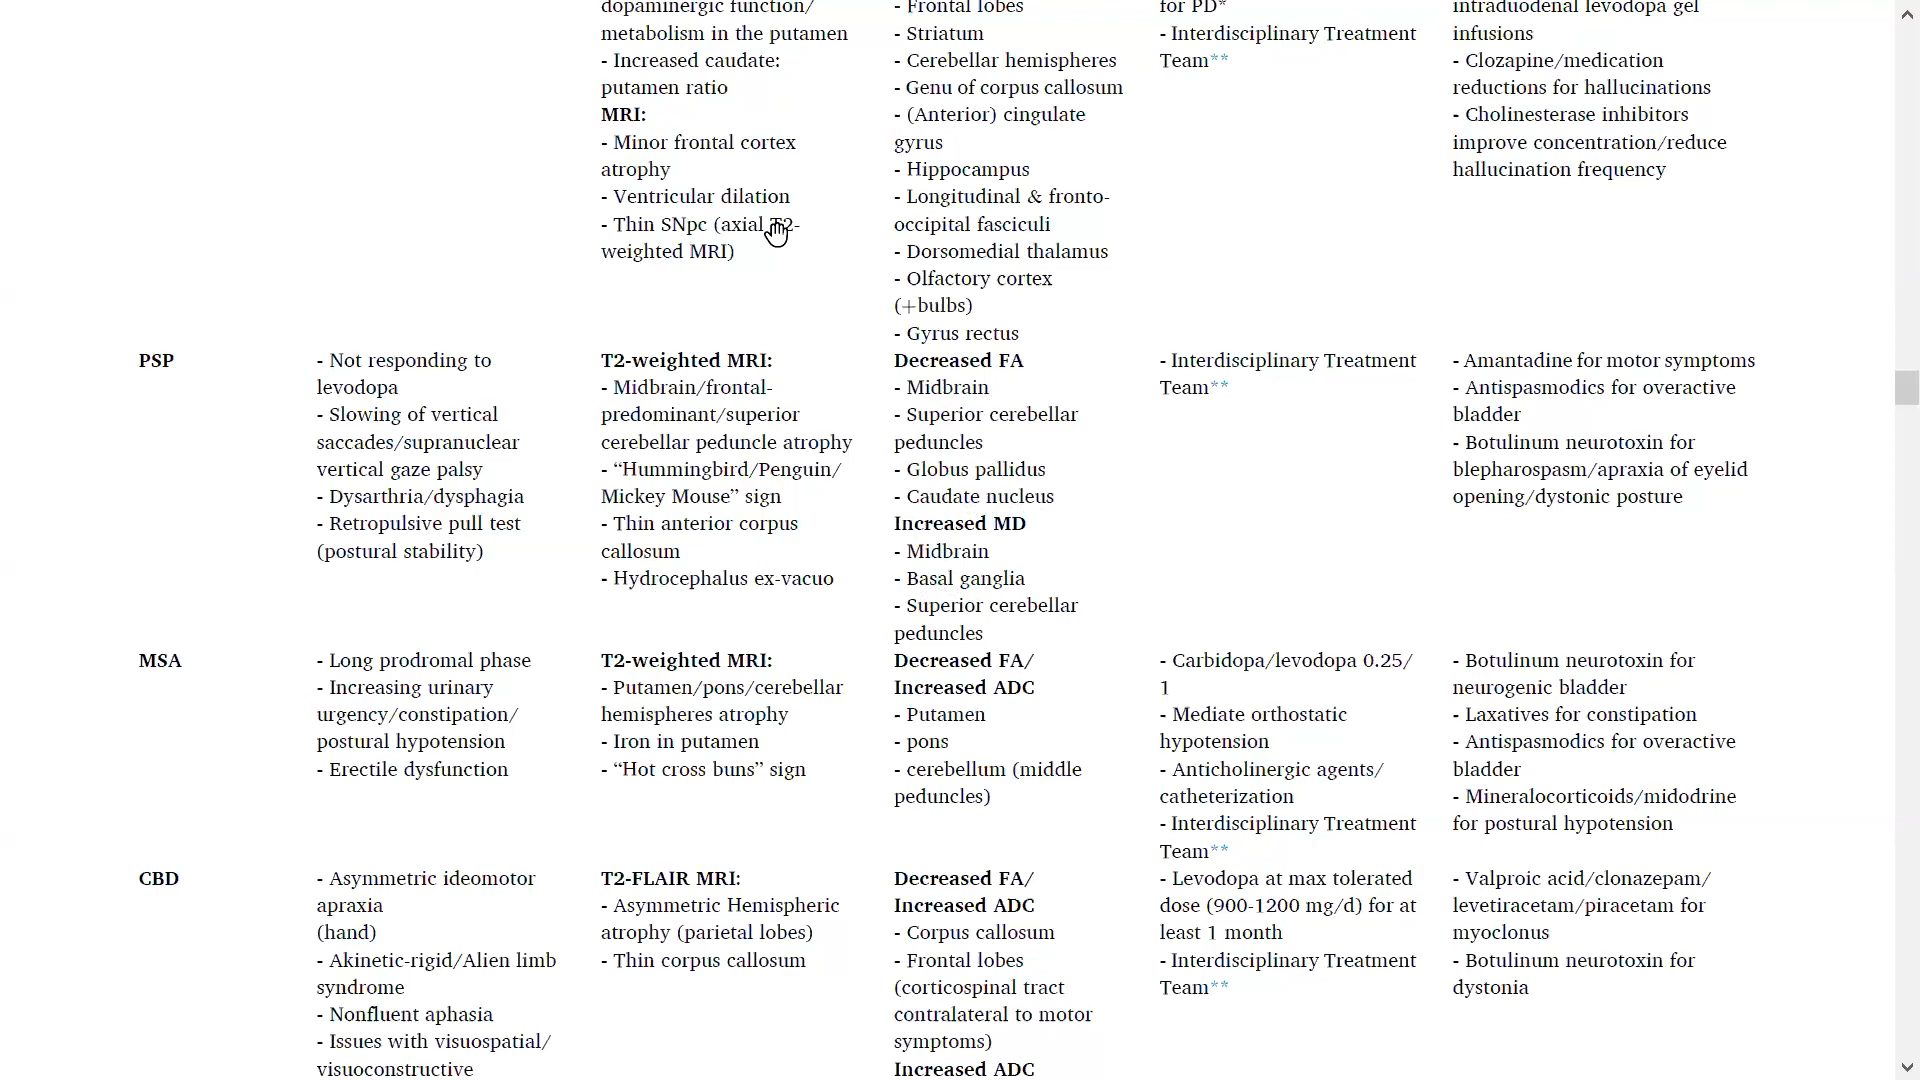 dopaminergic function/
metabolism in the putamen
- Increased caudate:
putamen ratio
MRI:
- Minor frontal cortex
atrophy
- Ventricular dilation
- Thin SNpc (axial T2-
weighted MRI)
- Frontal lobes
- Striatum
- Cerebellar hemispheres
- Genu of corpus callosum
- (Anterior) cingulate
gyrus
- Hippocampus
- Longitudinal & fronto-
occipital fasciculi
- Dorsomedial thalamus
- Olfactory cortex
(+bulbs)
- Gyrus rectus
for PD*
- Interdisciplinary Treatment
Team**
intraduodenal levodopa gel
infusions
- Clozapine/medication
reductions for hallucinations
- Cholinesterase inhibitors
improve concentration/reduce
hallucination frequency
PSP
- Not responding to
levodopa
- Slowing of vertical
saccades/supranuclear
vertical gaze palsy
- Dysarthria/dysphagia
- Retropulsive pull test
(postural stability)
T2-weighted MRI:
- Midbrain/frontal-
predominant/superior
cerebellar peduncle atrophy
- “Hummingbird/Penguin/
Mickey Mouse” sign
- Thin anterior corpus
callosum
- Hydrocephalus ex-vacuo
Decreased FA
- Midbrain
- Superior cerebellar
peduncles
- Globus pallidus
- Caudate nucleus
Increased MD
- Midbrain
- Basal ganglia
- Superior cerebellar
peduncles
- Interdisciplinary Treatment
Team**
- Amantadine for motor symptoms
- Antispasmodics for overactive
bladder
- Botulinum neurotoxin for
blepharospasm/apraxia of eyelid
opening/dystonic posture
MSA
- Long prodromal phase
- Increasing urinary
urgency/constipation/
postural hypotension
- Erectile dysfunction
T2-weighted MRI:
- Putamen/pons/cerebellar
hemispheres atrophy
- Iron in putamen
- “Hot cross buns” sign
Decreased FA/
Increased ADC
- Putamen
- pons
- cerebellum (middle
peduncles)
- Carbidopa/levodopa 0.25/
1
- Mediate orthostatic
hypotension
- Anticholinergic agents/
catheterization
- Interdisciplinary Treatment
Team**
- Botulinum neurotoxin for
neurogenic bladder
- Laxatives for constipation
- Antispasmodics for overactive
bladder
- Mineralocorticoids/midodrine
for postural hypotension
CBD
- Asymmetric ideomotor
apraxia
(hand)
- Akinetic-rigid/Alien limb
syndrome
- Nonfluent aphasia
- Issues with visuospatial/
visuoconstructive
T2-FLAIR MRI:
- Asymmetric Hemispheric
atrophy (parietal lobes)
- Thin corpus callosum
Decreased FA/
Increased ADC
- Corpus callosum
- Frontal lobes
(corticospinal tract
contralateral to motor
symptoms)
Increased ADC
- Levodopa at max tolerated
dose (900-1200 mg/d) for at
least 1 month
- Interdisciplinary Treatment
Team**
- Valproic acid/clonazepam/
levetiracetam/piracetam for
myoclonus
- Botulinum neurotoxin for
dystonia